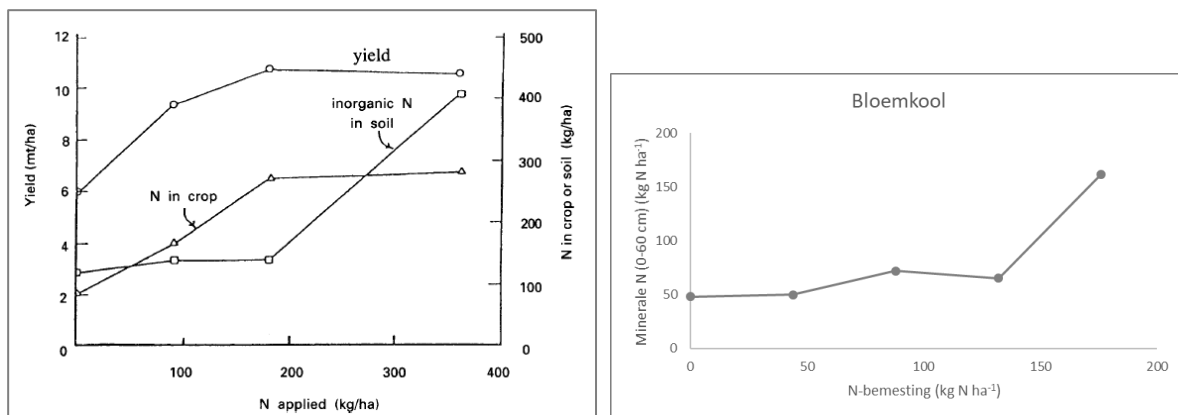 yield
Yield (mt/ha)
12
10
8
6
4
2
0
inorganic N
in soil
N in crop
500
400
300
200
100
0
N in crop or soil (kg/ha)
100
200
300
400
N applied (kg/ha)
Bloemkool
Minerale N (0-60 cm) (kg N ha⁻¹)
200
150
100
50
0
50
100
150
200
N-bemesting (kg N ha⁻¹)